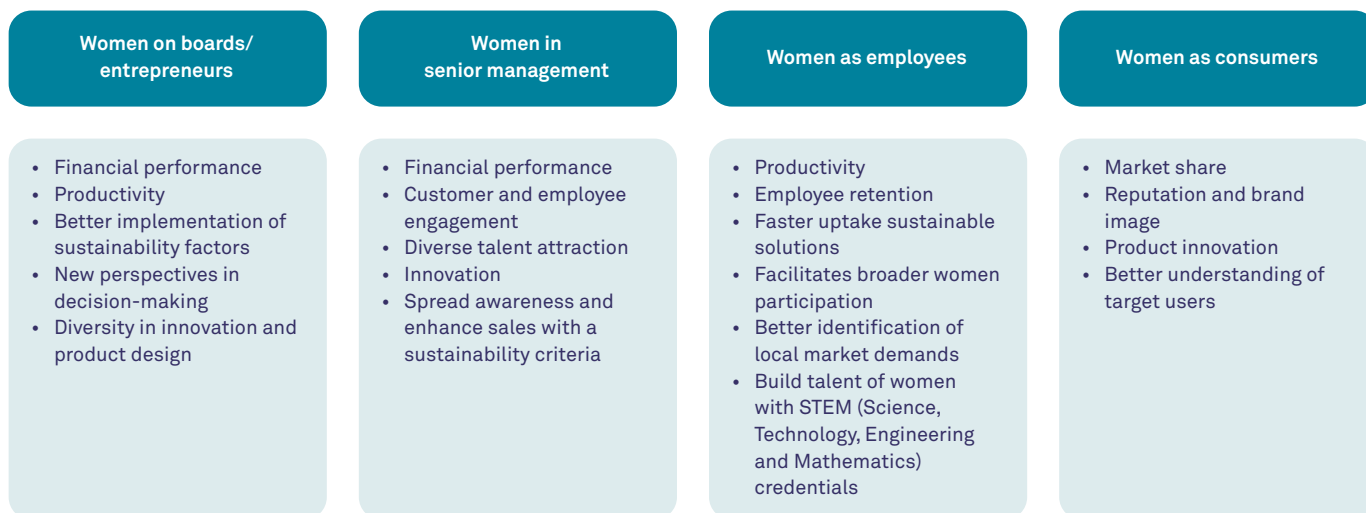 Women on boards/
entrepreneurs
• Financial performance
• Productivity
• Better implementation of
sustainability factors
• New perspectives in
decision-making
• Diversity in innovation and
product design
Women in
senior management
• Financial performance
• Customer and employee
engagement
• Diverse talent attraction
• Innovation
• Spread awareness and
enhance sales with a
sustainability criteria
Women as employees
• Productivity
• Employee retention
• Faster uptake sustainable
solutions
• Facilitates broader women
participation
• Better identification of
local market demands
• Build talent of women
with STEM (Science,
Technology, Engineering
and Mathematics)
credentials
Women as consumers
• Market share
• Reputation and brand
image
• Product innovation
• Better understanding of
target users